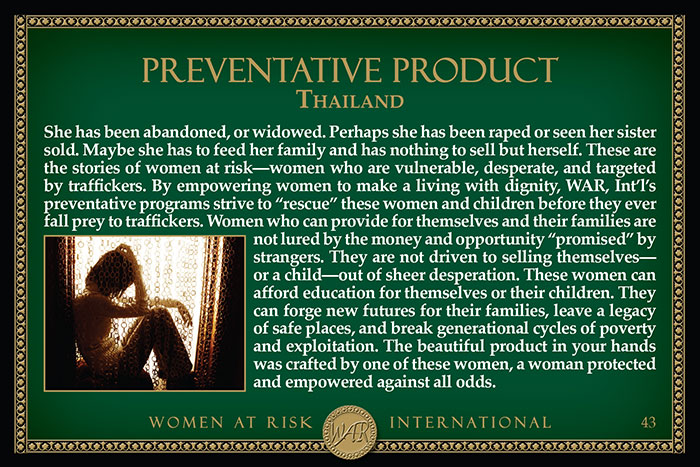 PREVENTATIVE PRODUCT
THAILAND
She has been abandoned, or widowed. Perhaps she has been raped or seen her sister
sold. Maybe she has to feed her family and has nothing to sell but herself. These are
the stories of women at risk—women who are vulnerable, desperate, and targeted
by traffickers. By empowering women to make a living with dignity, WAR, Int'l's
preventative programs strive to “rescue” these women and children before they ever
fall prey to traffickers. Women who can provide for themselves and their families are
not lured by the money and opportunity “promised” by
strangers. They are not driven to selling themselves—
or a child—out of sheer desperation. These women can
afford education for themselves or their children. They
can forge new futures for their families, leave a legacy
of safe places, and break generational cycles of poverty
and exploitation. The beautiful product in your hands
was crafted by one of these women, a woman protected
and empowered against all odds.
WOMEN AT RISK WAR INTERNATIONAL 43